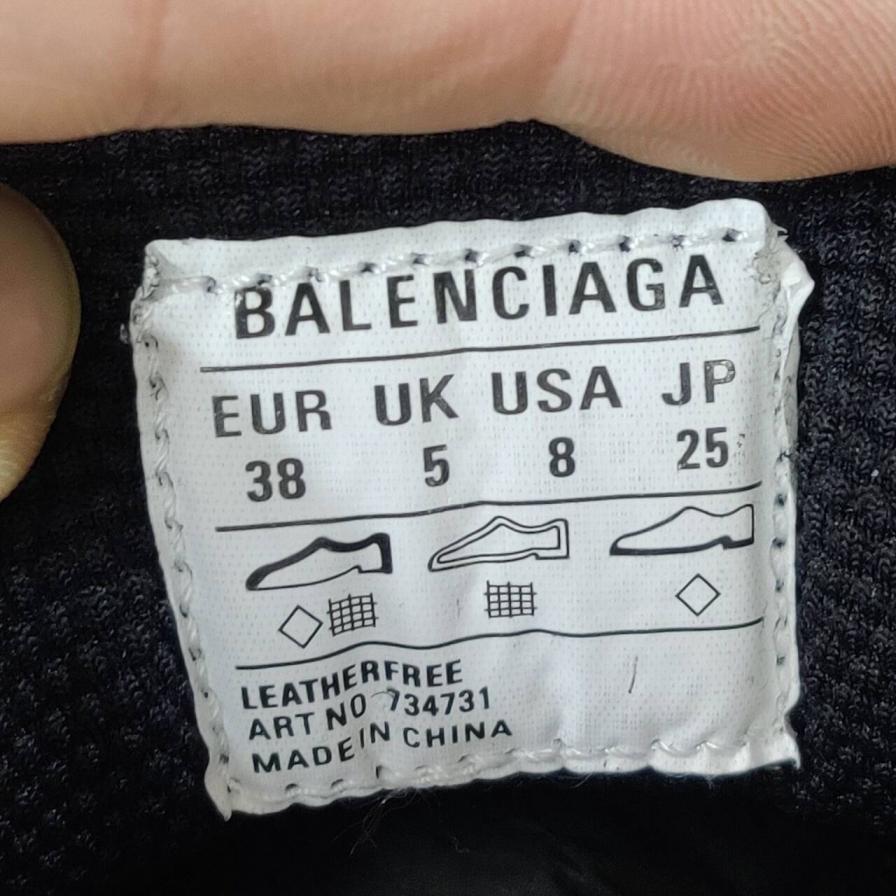 BALENCIAGA
EUR UK USA JP
38 5 8 25
LEATHERFREE
ART NO 734731
MADE IN CHINA